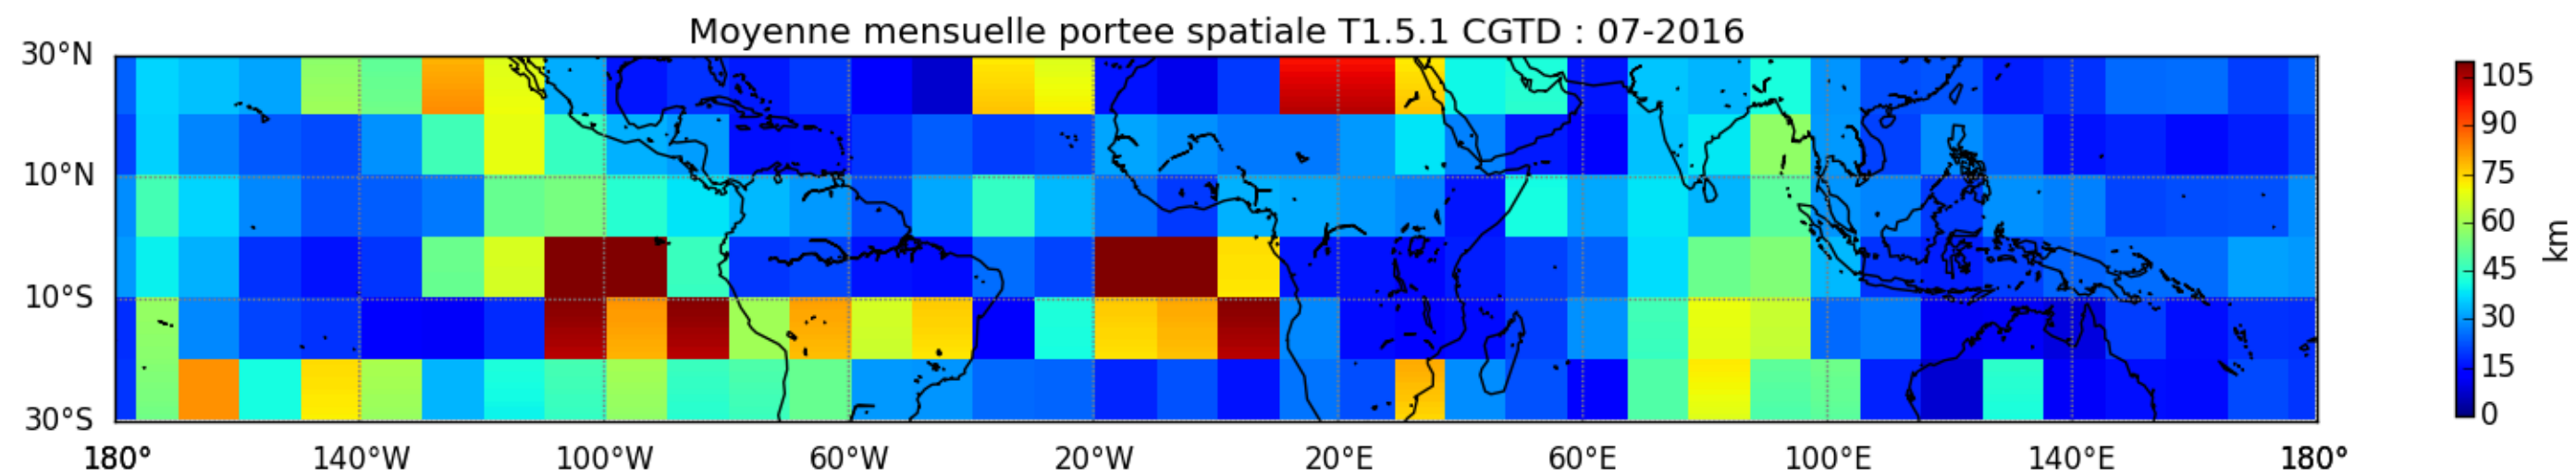 Moyenne mensuelle portee spatiale T1.5.1 CGTD : 07-2016
30°N
10°N
10°S
30°S
180° 140°W 100°W 60°W 20°W 20°E 60°E 100°E 140°E 180°
105
90
75
60
45
30
15
0
km